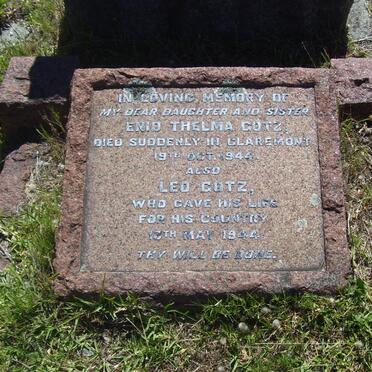 IN LOVING MEMORY OF
MY DEAR DAUGHTER AND SISTER
ENID THELMA GOTZ,
DIED SUDDENLY IN CLAREMONT
19TH OCT. 1944.
ALSO
LEO GOTZ,
WHO GAVE HIS LIFE
FOR HIS COUNTRY
13TH MAY 1944.
THY WILL BE DONE.